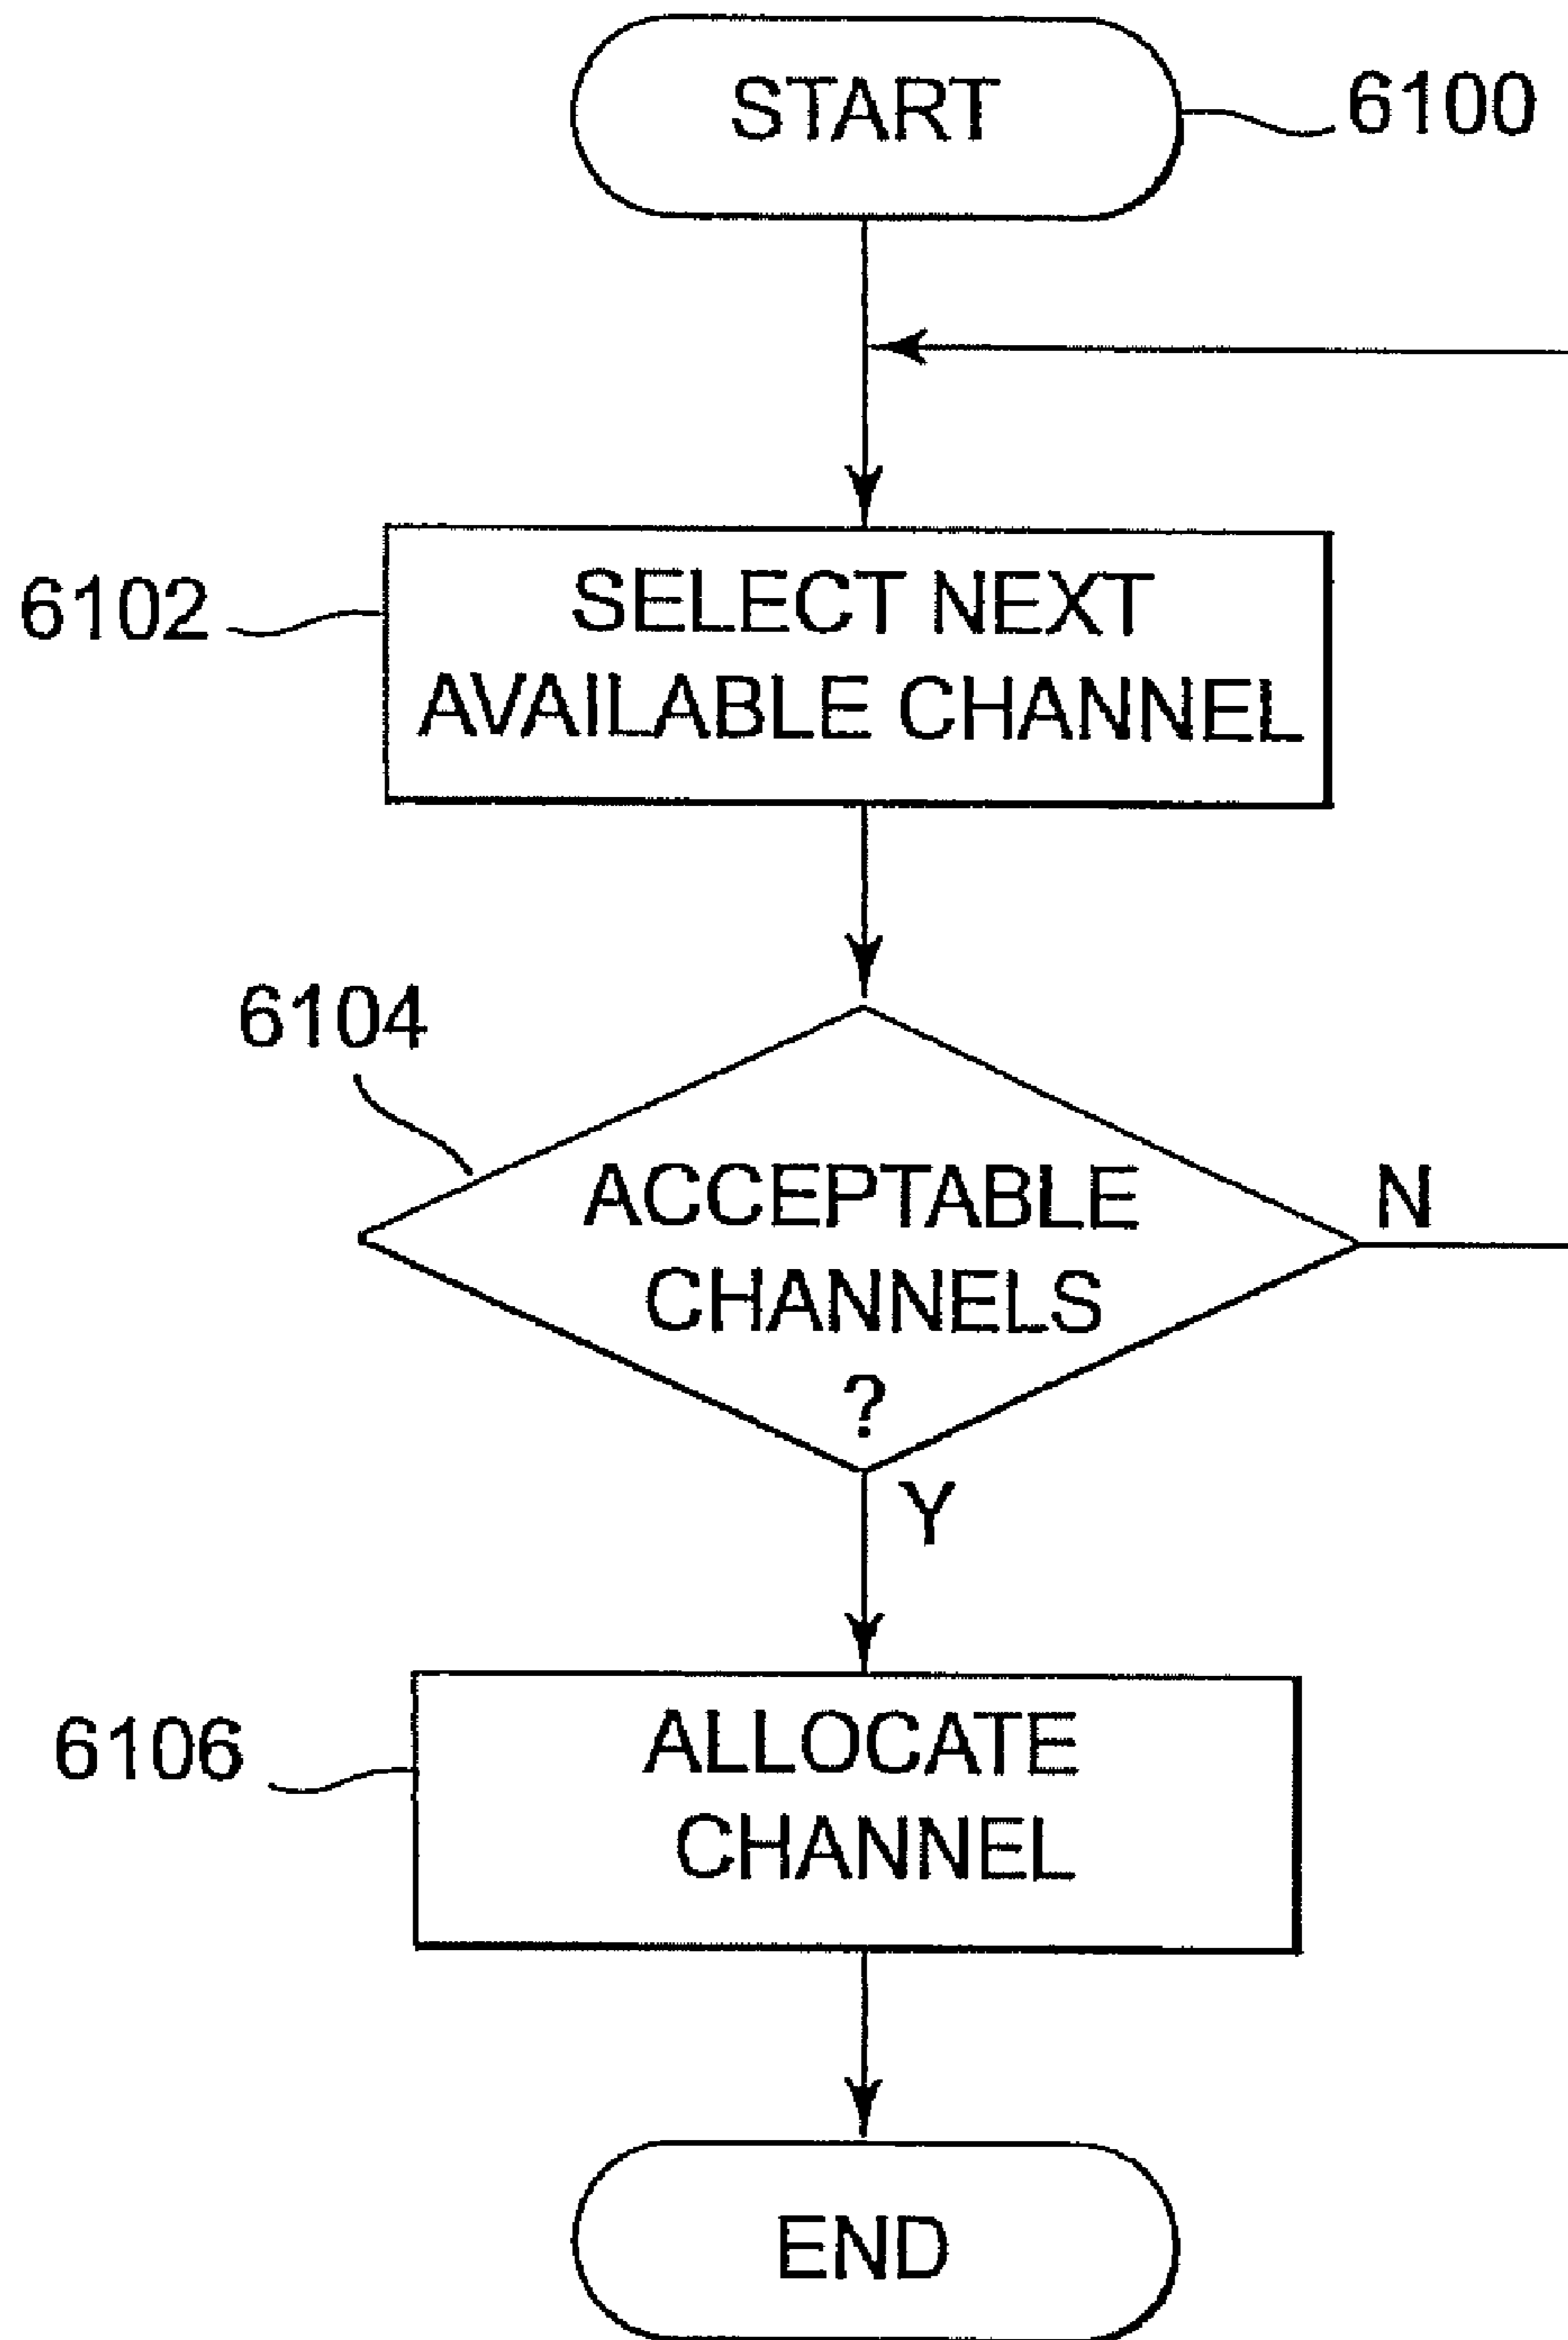 START
6100
6102
SELECT NEXT
AVAILABLE CHANNEL
6104
ACCEPTABLE
CHANNELS
?
N
Y
6106
ALLOCATE
CHANNEL
END